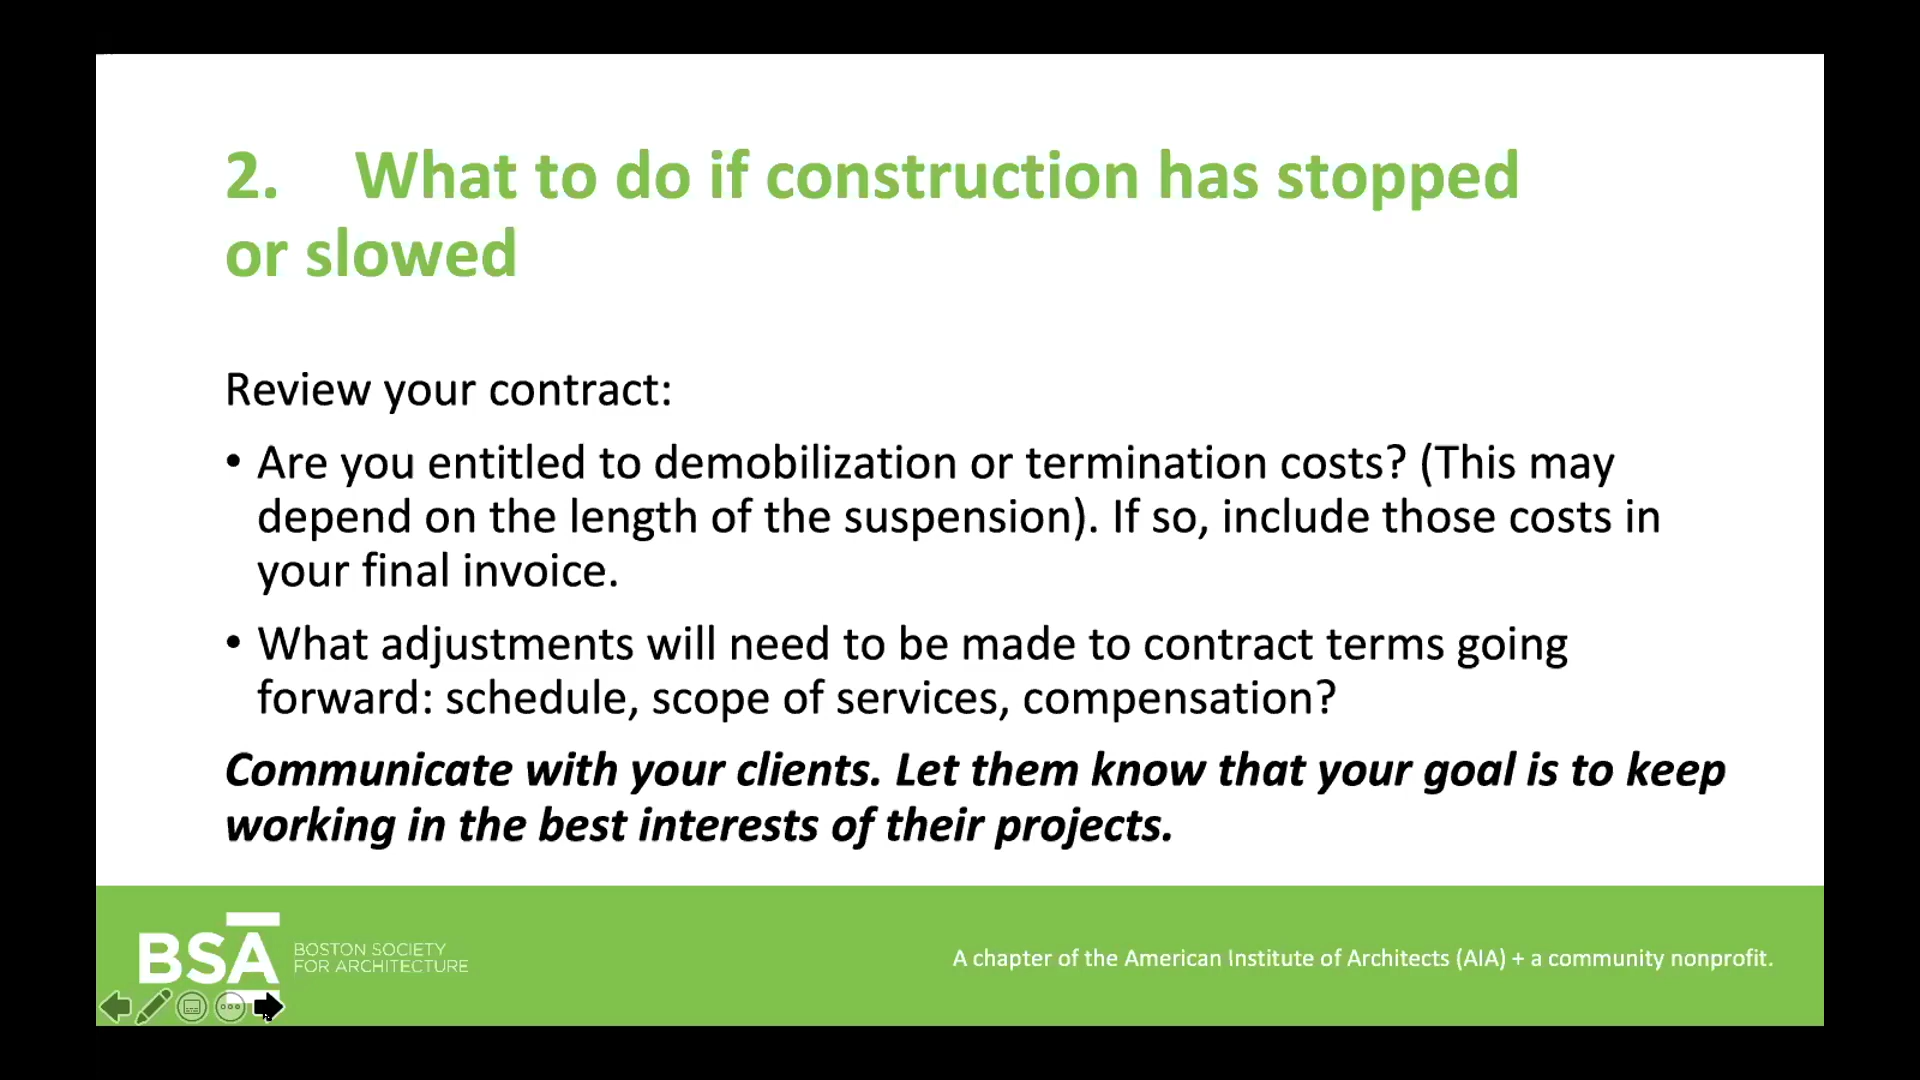 2. What to do if construction has stopped
or slowed
Review your contract:
• Are you entitled to demobilization or termination costs? (This may
depend on the length of the suspension). If so, include those costs in
your final invoice.
• What adjustments will need to be made to contract terms going
forward: schedule, scope of services, compensation?
Communicate with your clients. Let them know that your goal is to keep
working in the best interests of their projects.
BSA
BOSTON SOCIETY
FOR ARCHITECTURE
A chapter of the American Institute of Architects (AIA) + a community nonprofit.